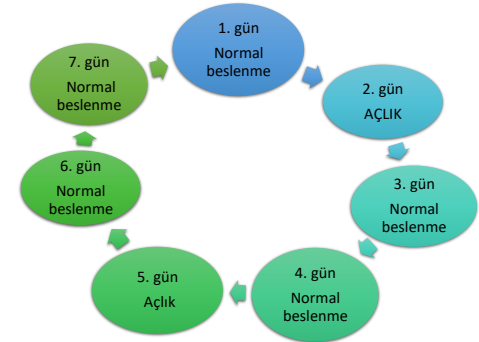 1. gün
Normal
beslenme
2. gün
AÇLIK
3. gün
Normal
beslenme
4. gün
Normal
beslenme
5. gün
Açlık
6. gün
Normal
beslenme
7. gün
Normal
beslenme